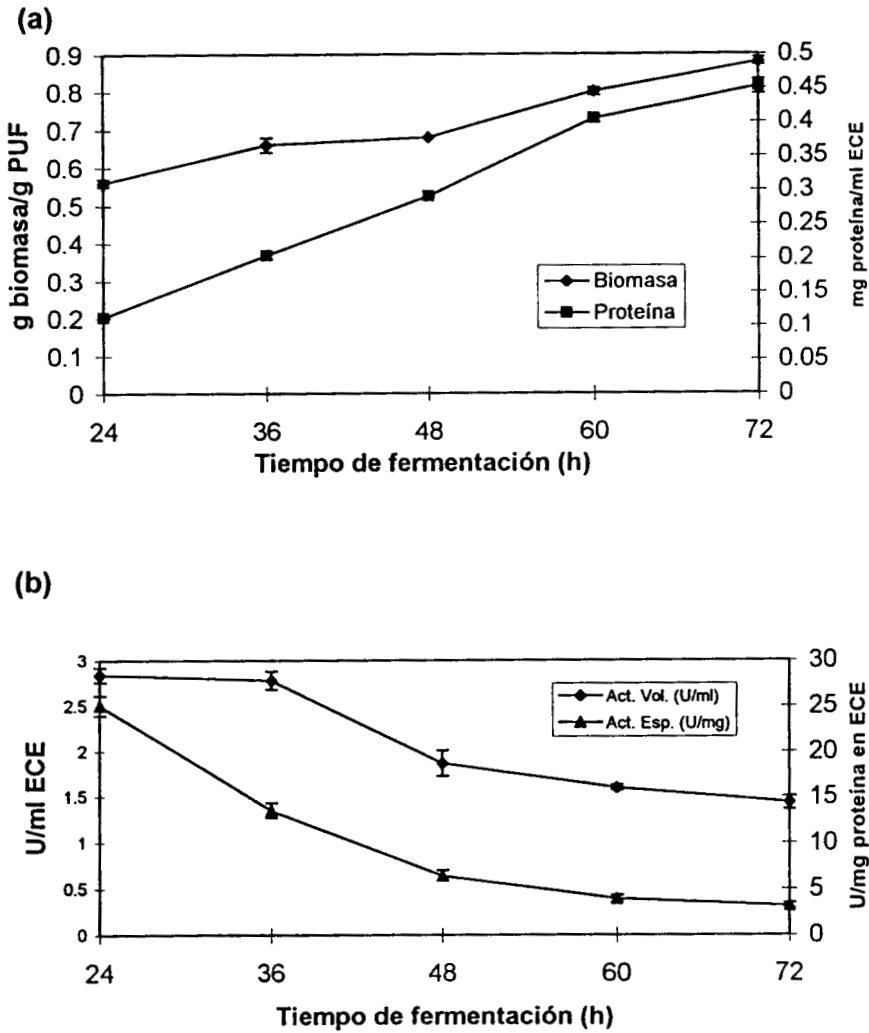 (a)
g biomasa/g PUF
0.9
0.8
0.7
0.6
0.5
0.4
0.3
0.2
0.1
0
0.5
0.45
0.4
0.35
0.3
0.25
0.2
0.15
0.1
0.05
0
mg proteína/ml ECE
Biomasa
Proteína
24 36 48 60 72
Tiempo de fermentación (h)
(b)
U/ml ECE
3
2.5
2
1.5
1
0.5
0
30
25
20
15
10
5
0
U/mg proteína en ECE
Act. Vol. (U/ml)
Act. Esp. (U/mg)
24 36 48 60 72
Tiempo de fermentación (h)